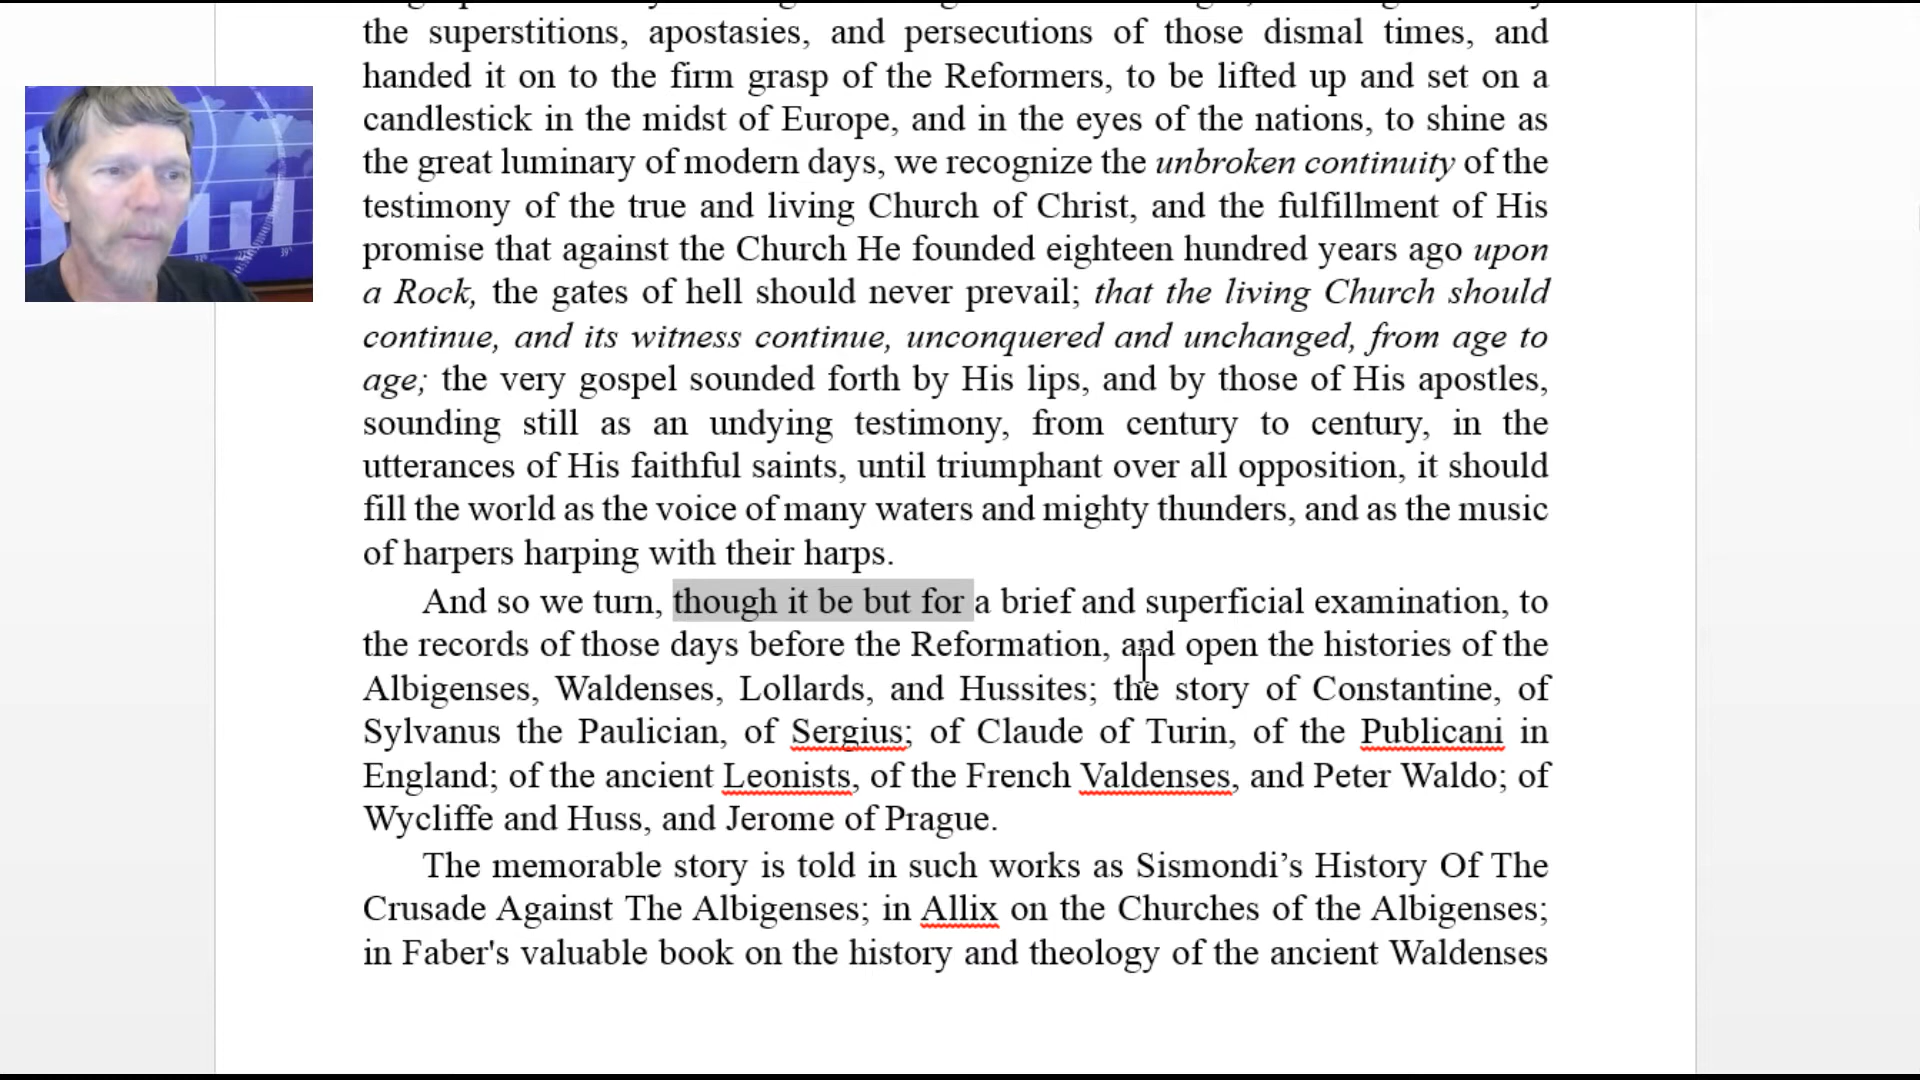 the superstitions, apostasies, and persecutions of those dismal times, and
handed it on to the firm grasp of the Reformers, to be lifted up and set on a
candlestick in the midst of Europe, and in the eyes of the nations, to shine as
the great luminary of modern days, we recognize the unbroken continuity of the
testimony of the true and living Church of Christ, and the fulfillment of His
promise that against the Church He founded eighteen hundred years ago upon
a Rock, the gates of hell should never prevail; that the living Church should
continue, and its witness continue, unconquered and unchanged, from age to
age; the very gospel sounded forth by His lips, and by those of His apostles,
sounding still as an undying testimony, from century to century, in the
utterances of His faithful saints, until triumphant over all opposition, it should
fill the world as the voice of many waters and mighty thunders, and as the music
of harpers harping with their harps.
And so we turn, though it be but for a brief and superficial examination, to
the records of those days before the Reformation, and open the histories of the
Albigenses, Waldenses, Lollards, and Hussites; the story of Constantine, of
Sylvanus the Paulician, of Sergius; of Claude of Turin, of the Publicani in
England; of the ancient Leonists, of the French Valdenses, and Peter Waldo; of
Wycliffe and Huss, and Jerome of Prague.
The memorable story is told in such works as Sismondi’s History Of The
Crusade Against The Albigenses; in Allix on the Churches of the Albigenses;
in Faber's valuable book on the history and theology of the ancient Waldenses